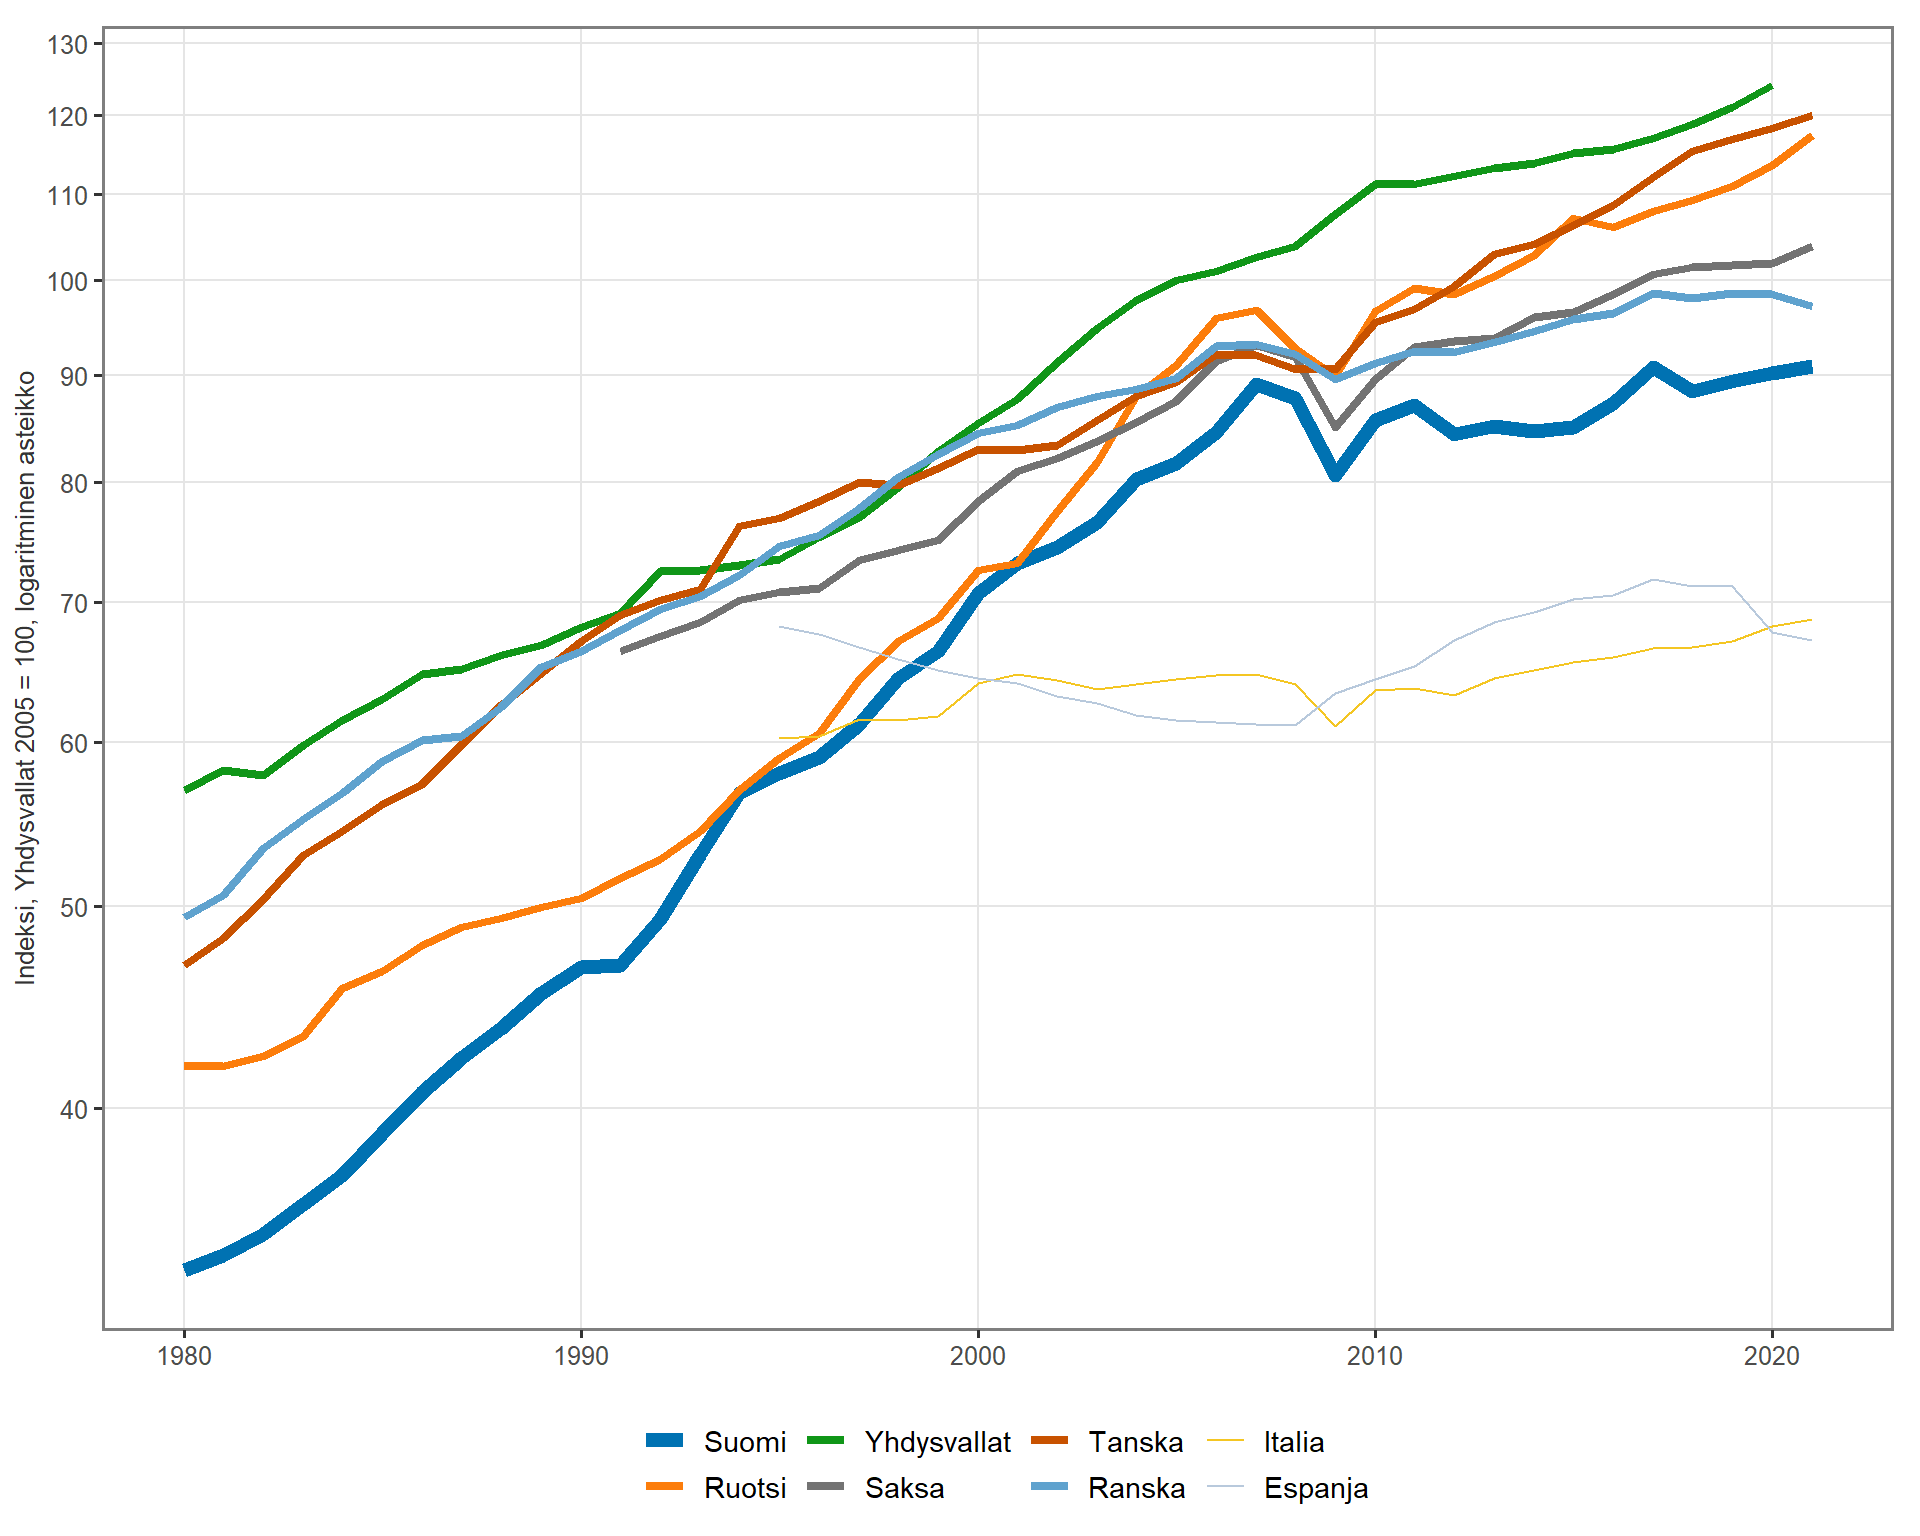 Indeksi, Yhdysvallat 2005 = 100, logaritminen asteikko
130
120
110
100
90
80
70
60
50
40
1980 1990 2000 2010 2020
Suomi Yhdysvallat Tanska Italia
Ruotsi Saksa Ranska Espanja